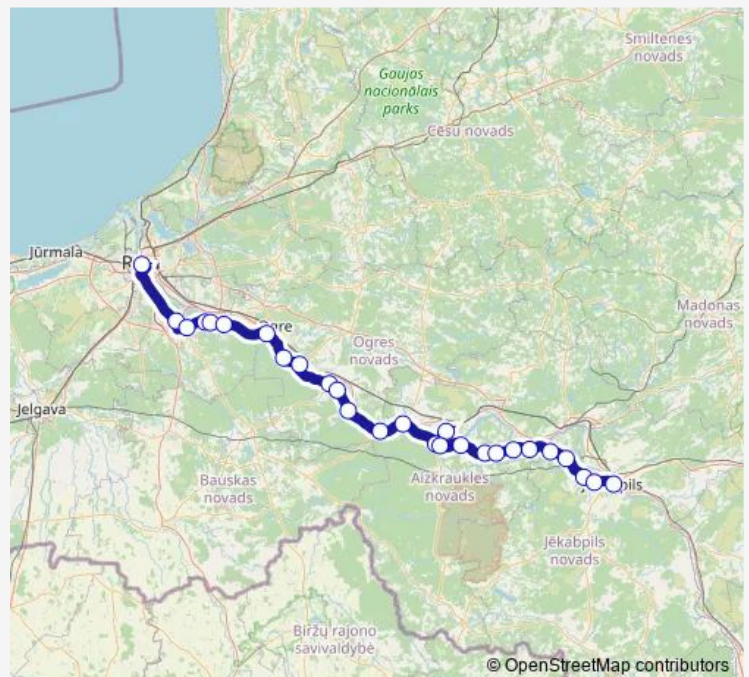 Smiltenes
novads
Gaujas
nacionālais
parks
Cēsu novads
Jūrmala
Madonas
novads
Ogres
novads
Jelgava
Bauskas
novads
Aizkraukles
novads
Jēkabpils
novads
Biržų rajono
savivaldybė
© OpenStreetMap contributors